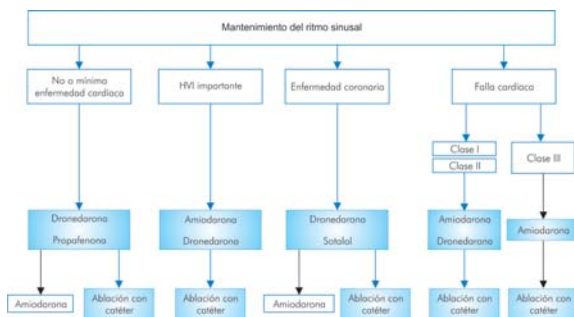 Mantenimiento del ritmo sinusal
No o mínima
enfermedad cardíaca
HVI importante
Enfermedad coronaria
Falla cardíaca
Clase I
Clase II
Clase III
Dronedarona
Propafenona
Amiodarona
Dronedarona
Dronedarona
Sotalol
Amiodarona
Dronedarona
Amiodarona
Amiodarona
Ablación con
catéter
Ablación con
catéter
Amiodarona
Ablación con
catéter
Ablación con
catéter
Ablación con
catéter